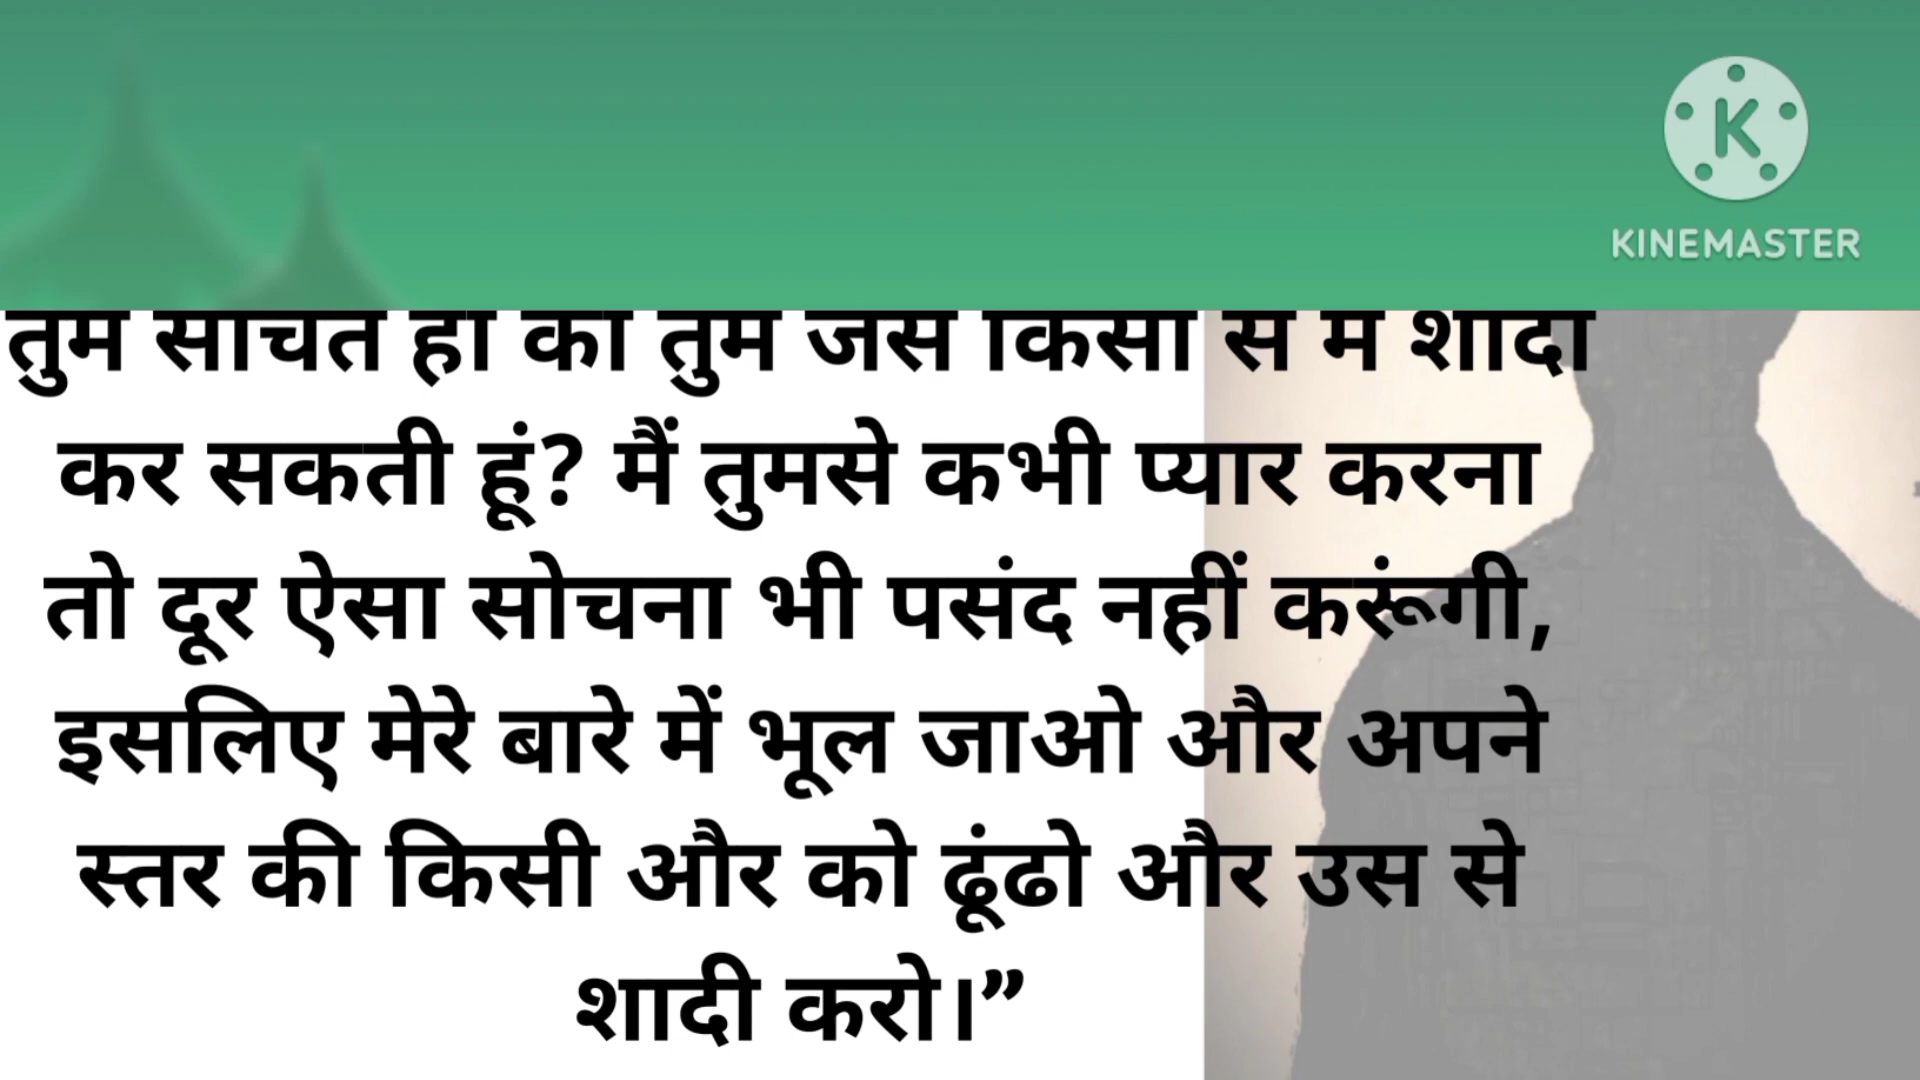 KINEMASTER
तुम सोचते हो की तुम जैसे किसी से मैं शादी
कर सकती हूं? मैं तुमसे कभी प्यार करना
तो दूर ऐसा सोचना भी पसंद नहीं करूंगी,
इसलिए मेरे बारे में भूल जाओ और अपने
स्तर की किसी और को ढूंढो और उस से
शादी करो।”